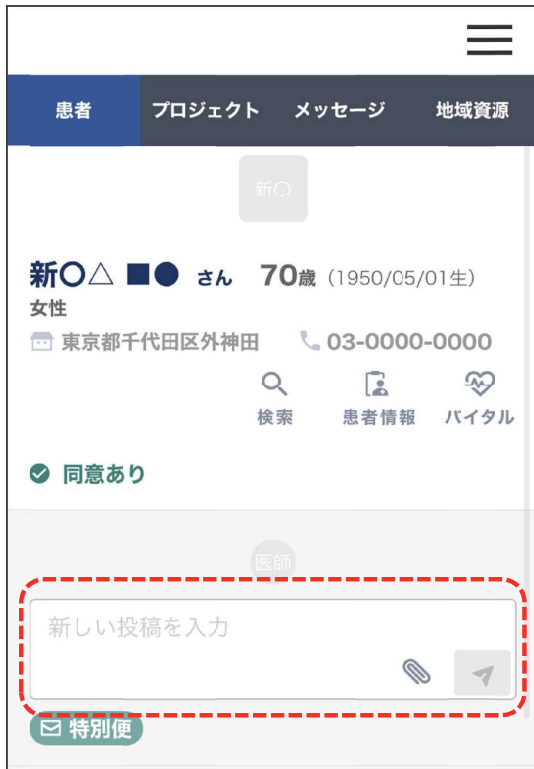 患者 プロジェクト メッセージ 地域資源
新〇
新〇△ ■● さん 70歳 (1950/05/01生)
女性
東京都千代田区外神田 03-0000-0000
検索 患者情報 バイタル
同意あり
医師
新しい投稿を入力
特別便